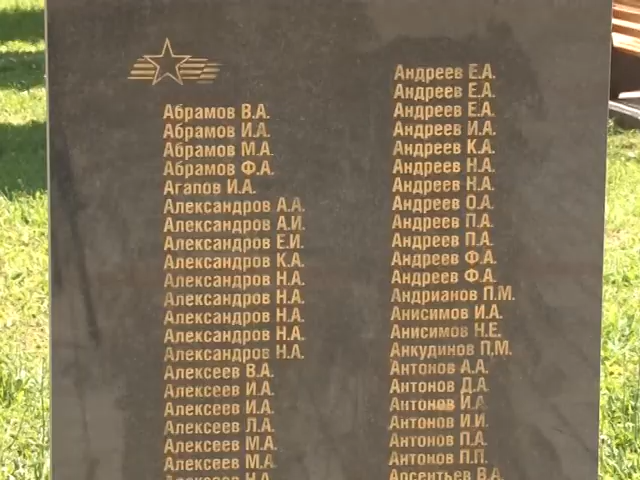 Абрамов В.А.
Абрамов И.А.
Абрамов М.А.
Абрамов Ф.А.
Агапов И.А.
Александров А.А.
Александров А.И.
Александров Е.И.
Александров К.А.
Александров Н.А.
Александров Н.А.
Александров Н.А.
Александров Н.А.
Александров Н.А.
Алексеев В.А.
Алексеев И.А.
Алексеев И.А.
Алексеев Л.А.
Алексеев М.А.
Алексеев М.А.
Алексеев Н.А.
Андреев Е.А.
Андреев Е.А.
Андреев Е.А.
Андреев И.А.
Андреев К.А.
Андреев Н.А.
Андреев Н.А.
Андреев О.А.
Андреев П.А.
Андреев П.А.
Андреев Ф.А.
Андреев Ф.А.
Андрианов П.М.
Анисимов И.А.
Анисимов Н.Е.
Анкудинов П.М.
Антонов А.А.
Антонов Д.А.
Антонов И.А.
Антонов И.И.
Антонов П.А.
Антонов П.П.
Арсентьев В.А.